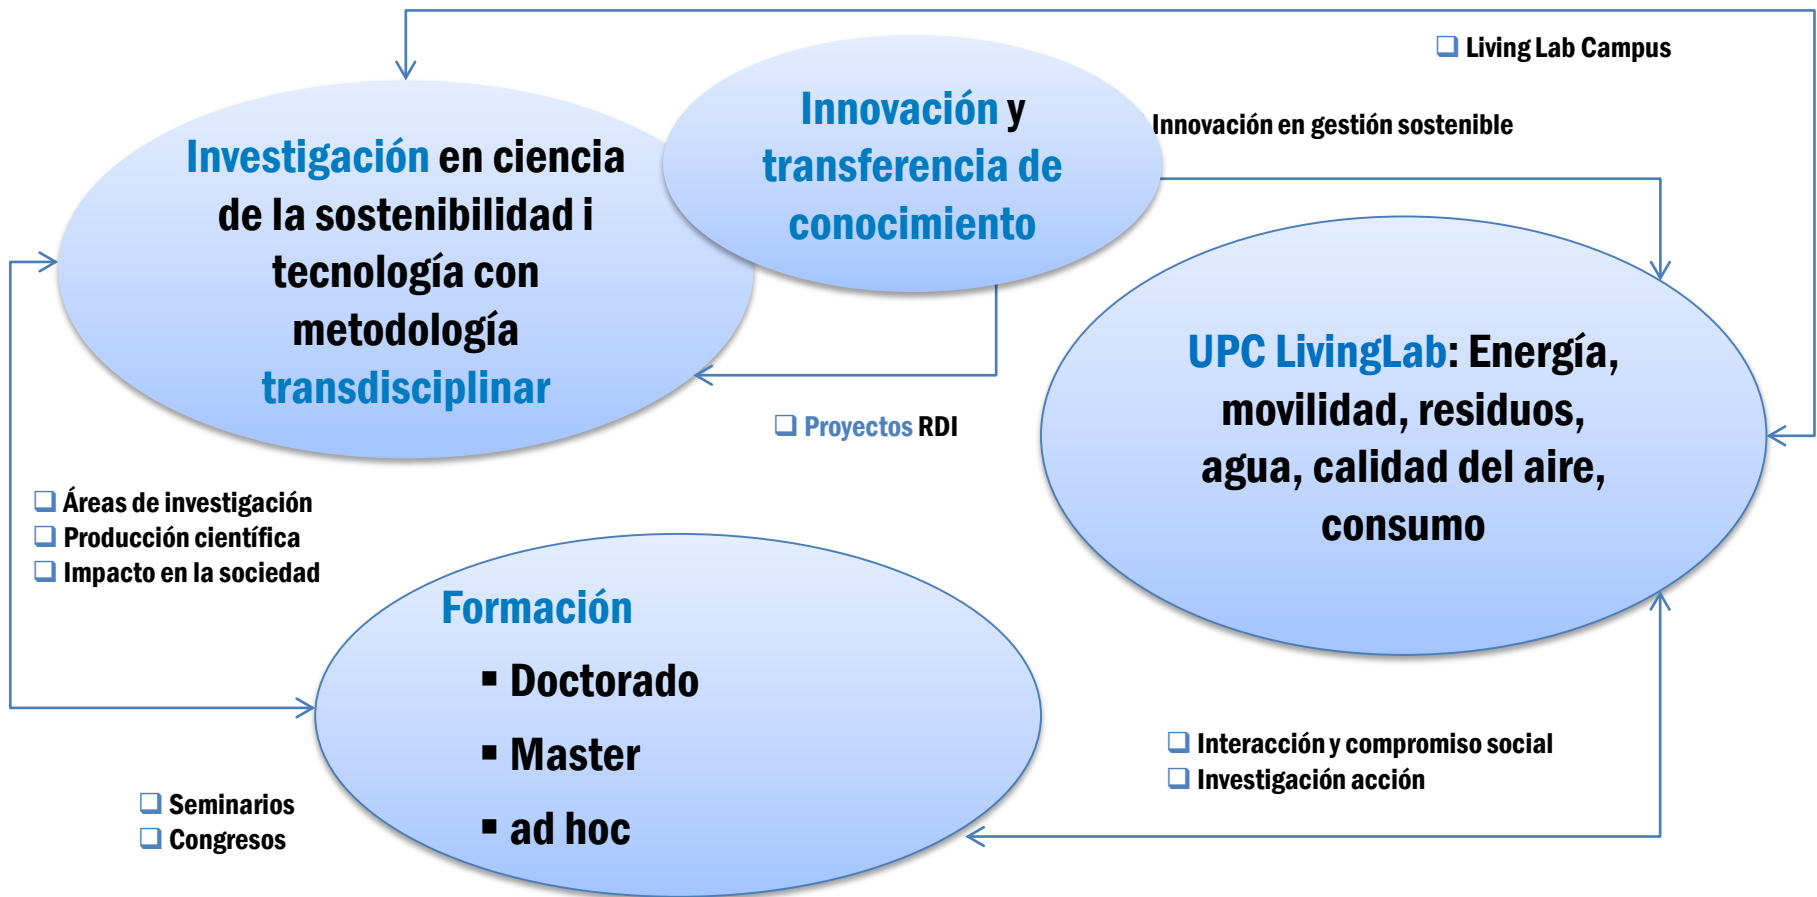 Living Lab Campus
Innovación y
transferencia de
conocimiento
Innovación en gestión sostenible
Investigación en ciencia
de la sostenibilidad i
tecnología con
metodología
transdisciplinar
UPC LivingLab: Energía,
movilidad, residuos,
agua, calidad del aire,
consumo
Proyectos RDI
Áreas de investigación
Producción científica
Impacto en la sociedad
Formación
Doctorado
Master
ad hoc
Interacción y compromiso social
Investigación acción
Seminarios
Congresos